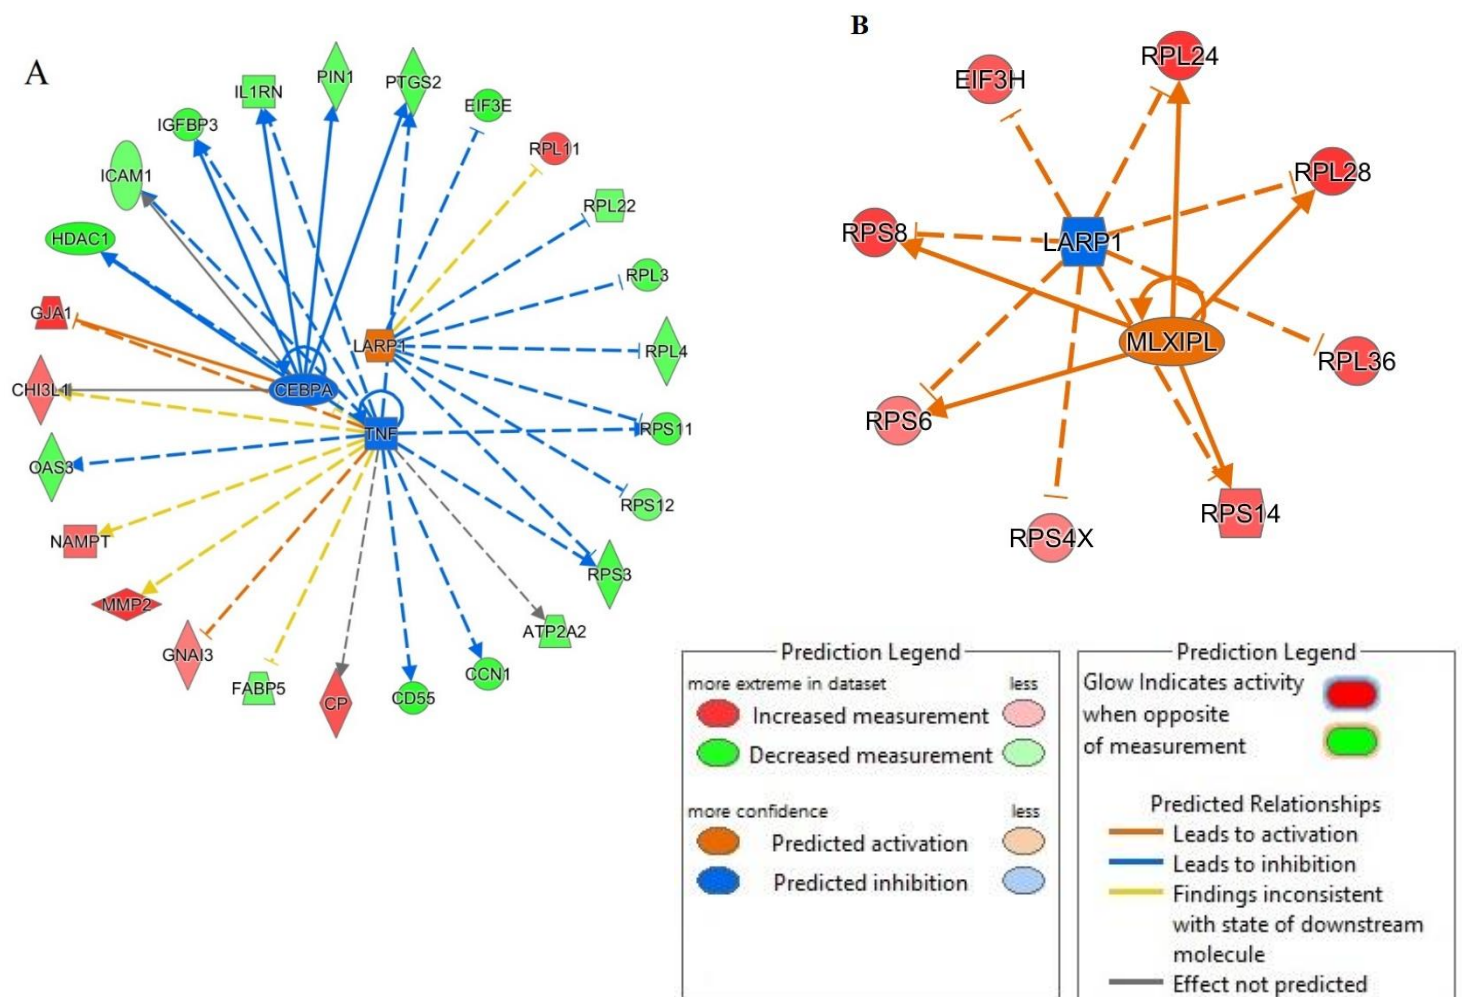 A
B
PIN1
PTGS2
IL1RN
EIF3E
IGFBP3
RPL11
ICAM1
RPL22
HDAC1
RPL3
GJA1
LARP1
RPL4
CHI3L1
CEBPA
TNF
RPS11
OAS3
RPS12
NAMPT
RPS3
MMP2
ATP2A2
GNAI3
FABP5
CP
CD55
CCN1
RPL24
EIF3H
RPL28
RPS8
LARP1
MLXIPL
RPL36
RPS6
RPS14
RPS4X
Prediction Legend
more extreme in dataset less
Increased measurement
Decreased measurement
more confidence less
Predicted activation
Predicted inhibition
Prediction Legend
Glow Indicates activity
when opposite
of measurement
Predicted Relationships
Leads to activation
Leads to inhibition
Findings inconsistent
with state of downstream
molecule
Effect not predicted